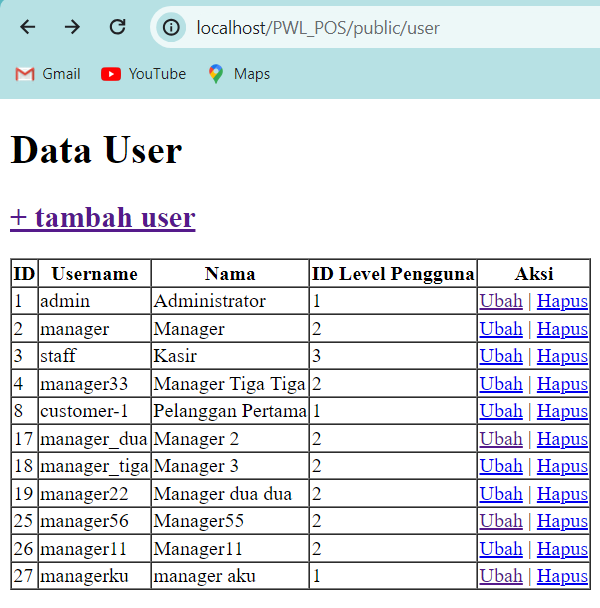 localhost/PWL_POS/public/user
Gmail YouTube Maps
Data User
+ tambah user
ID Username Nama ID Level Pengguna Aksi
1 admin Administrator 1 Ubah | Hapus
2 manager Manager 2 Ubah | Hapus
3 staff Kasir 3 Ubah | Hapus
4 manager33 Manager Tiga Tiga 2 Ubah | Hapus
8 customer-1 Pelanggan Pertama 1 Ubah | Hapus
17 manager_dua Manager 2 2 Ubah | Hapus
18 manager_tiga Manager 3 2 Ubah | Hapus
19 manager22 Manager dua dua 2 Ubah | Hapus
25 manager56 Manager55 2 Ubah | Hapus
26 manager11 Manager11 2 Ubah | Hapus
27 managerku manager aku 1 Ubah | Hapus